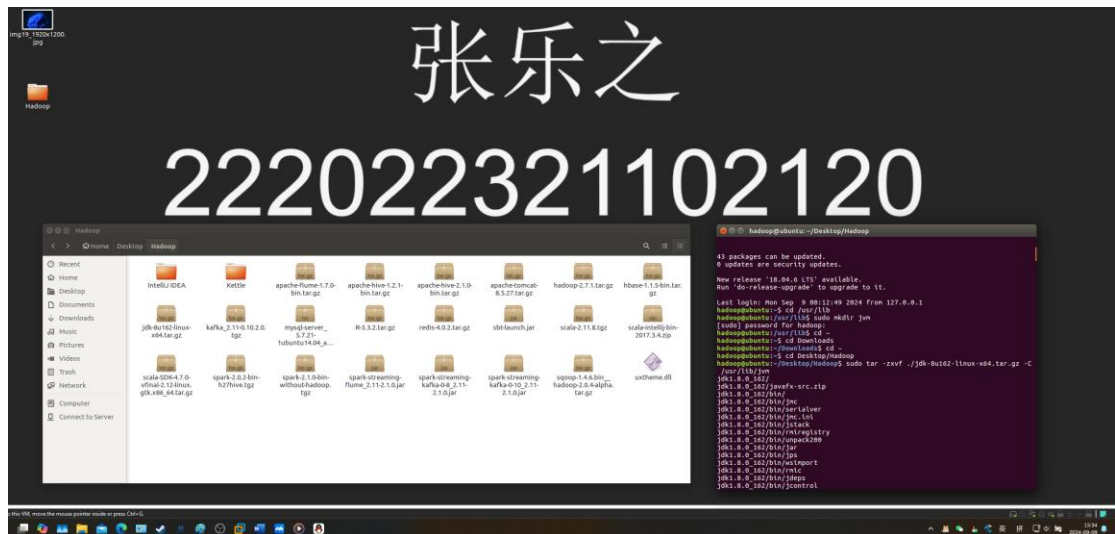 img19_1920x1200.
jpg
Hadoop
张乐之
222022321102120
Hadoop
Home Desktop Hadoop
Recent
Home
Desktop
Documents
Downloads
Music
Pictures
Videos
Trash
Network
Computer
Connect to Server
IntelliJ IDEA
Kettle
apache-flume-1.7.0-
bin.tar.gz
apache-hive-1.2.1-
bin.tar.gz
apache-hive-2.1.0-
bin.tar.gz
apache-tomcat-
8.5.27.tar.gz
hadoop-2.7.1.tar.gz
hbase-1.1.5-bin.tar.
gz
jdk-8u162-linux-
x64.tar.gz
kafka_2.11-0.10.2.0.
tgz
mysql-server_
5.7.21-
1ubuntu14.04_a...
R-3.3.2.tar.gz
redis-4.0.2.tar.gz
sbt-launch.jar
scala-2.11.8.tgz
scala-intellij-bin-
2017.3.4.zip
scala-SDK-4.7.0-
vfinal-2.12-linux.
gtk.x86_64.tar.gz
spark-2.0.2-bin-
h27hive.tgz
spark-2.1.0-bin-
without-hadoop.
tgz
spark-streaming-
flume_2.11-2.1.0.jar
spark-streaming-
kafka-0-8_2.11-
2.1.0.jar
spark-streaming-
kafka-0-10_2.11-
2.1.0.jar
sqoop-1.4.6.bin__
hadoop-2.0.4-alpha.
tar.gz
uxtheme.dll
hadoop@ubuntu: ~/Desktop/Hadoop
43 packages can be updated.
0 updates are security updates.
New release '18.04.6 LTS' available.
Run 'do-release-upgrade' to upgrade to it.
Last login: Mon Sep 9 00:12:49 2024 from 127.0.0.1
hadoop@ubuntu:~$ cd /usr/lib
hadoop@ubuntu:/usr/lib$ sudo mkdir jvm
[sudo] password for hadoop:
hadoop@ubuntu:/usr/lib$ cd ~
hadoop@ubuntu:~$ cd Downloads
hadoop@ubuntu:~/Downloads$ cd ~
hadoop@ubuntu:~$ cd Desktop/Hadoop
hadoop@ubuntu:~/Desktop/Hadoop$ sudo tar -zxvf ./jdk-8u162-linux-x64.tar.gz -C
/usr/lib/jvm
jdk1.8.0_162/
jdk1.8.0_162/javafx-src.zip
jdk1.8.0_162/bin/
jdk1.8.0_162/bin/jmc
jdk1.8.0_162/bin/serialver
jdk1.8.0_162/bin/jmc.ini
jdk1.8.0_162/bin/jstack
jdk1.8.0_162/bin/rmiregistry
jdk1.8.0_162/bin/unpack200
jdk1.8.0_162/bin/jar
jdk1.8.0_162/bin/jps
jdk1.8.0_162/bin/wsimport
jdk1.8.0_162/bin/rmic
jdk1.8.0_162/bin/jdeps
jdk1.8.0_162/bin/jcontrol
this VM, move the mouse pointer inside or press Ctrl+G.
英 拼